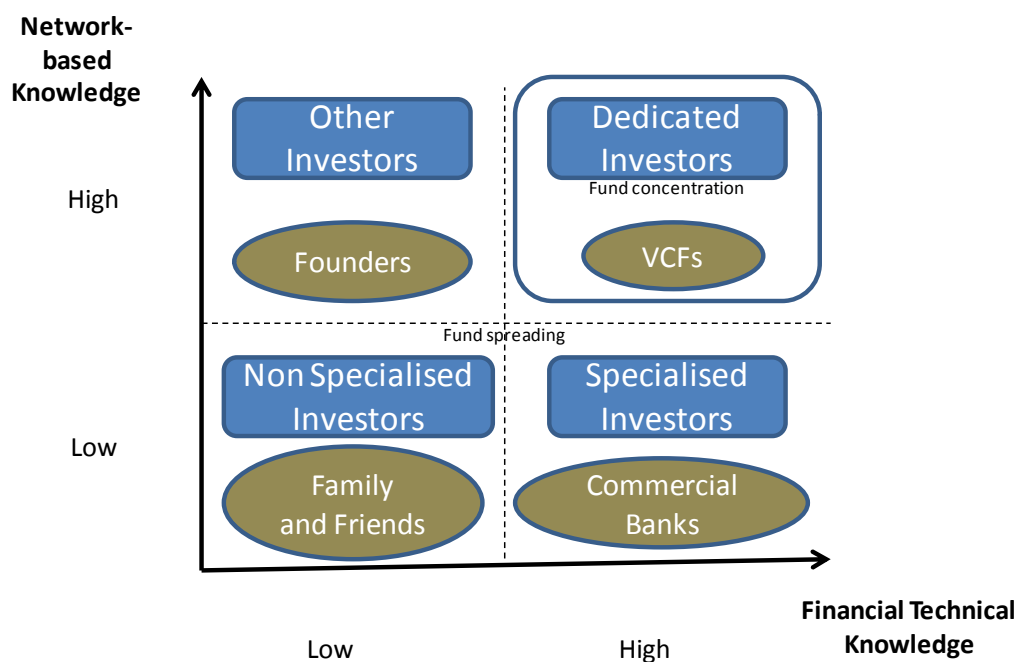 Network-
based
Knowledge
Other
Investors
Dedicated
Investors
Fund concentration
High
Founders
VCFs
Fund spreading
Non Specialised
Investors
Specialised
Investors
Low
Family
and Friends
Commercial
Banks
Financial Technical
Knowledge
Low
High